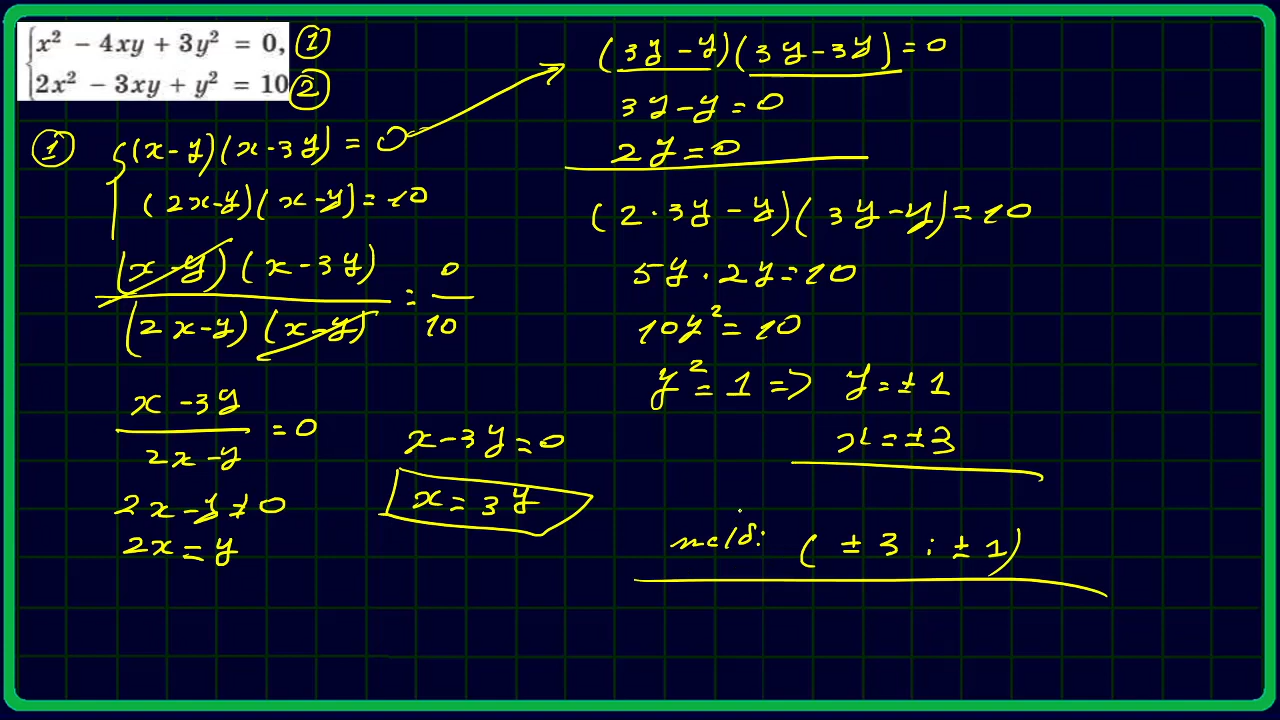 x² − 4xy + 3y² = 0, ①
2x² − 3xy + y² = 10 ②
① (x-y)(x-3y) = 0
(2x-y)(x-y) = 10
(x-y)(x-3y) / (2x-y)(x-y) = 0 / 10
x-3y / 2x-y = 0
2x-y≠0
2x=y
x-3y=0
x=3y
(3y-y)(3y-3y)=0
3y-y=0
2y=0
(2·3y-y)(3y-y)=10
5y·2y=10
10y²=10
y²=1 => y=±1
x=±3
(±3;±1)